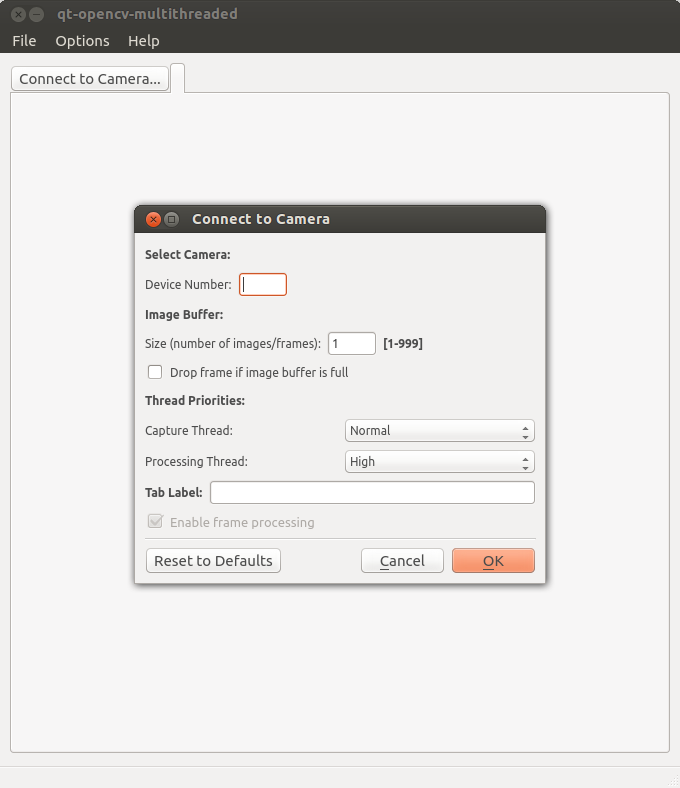 qt-opencv-multithreaded
File Options Help
Connect to Camera...
Connect to Camera
Select Camera:
Device Number:
Image Buffer:
Size (number of images/frames): 1 [1-999]
Drop frame if image buffer is full
Thread Priorities:
Capture Thread: Normal
Processing Thread: High
Tab Label:
Enable frame processing
Reset to Defaults Cancel OK